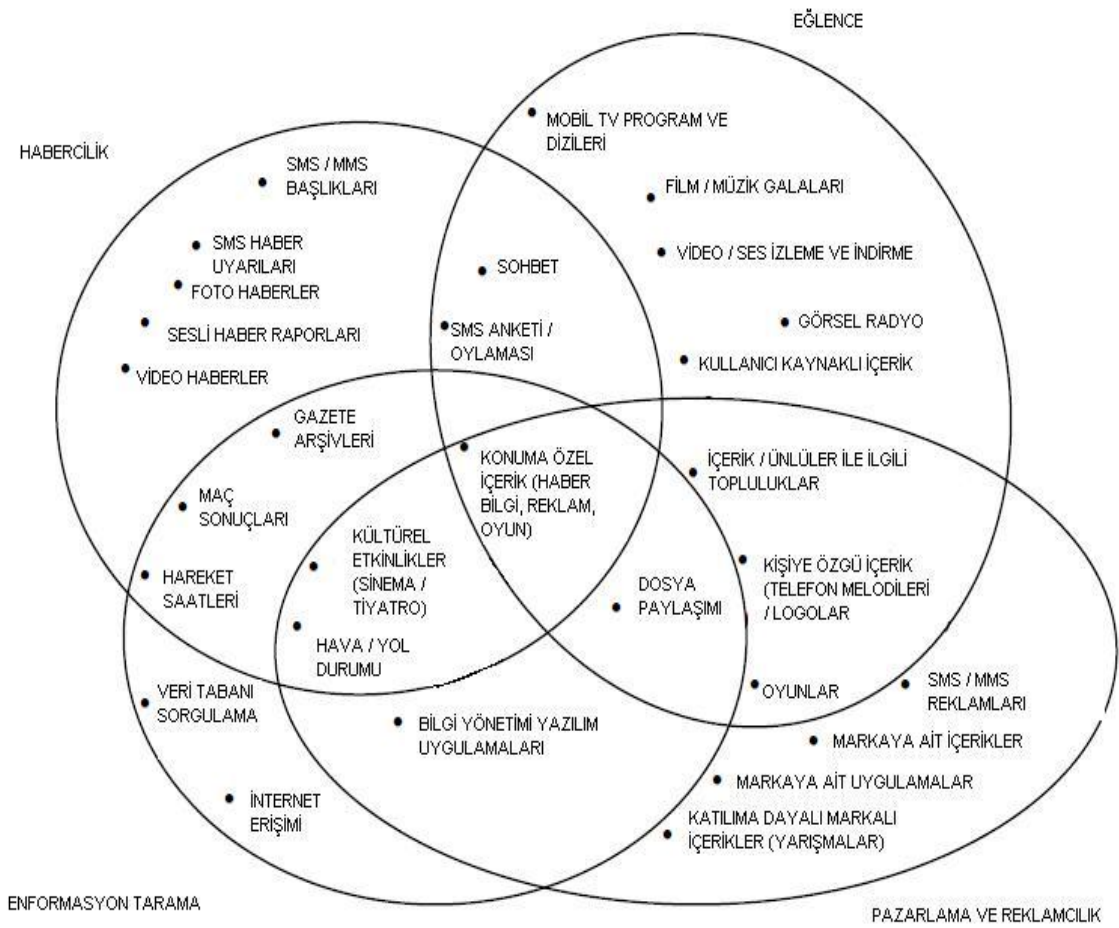 EĞLENCE
HABERCİLİK
MOBİL TV PROGRAM VE
DİZİLERİ
SMS / MMS
BAŞLIKLARI
FİLM / MÜZİK GALALARI
SMS HABER
UYARILARI
VİDEO / SES İZLEME VE İNDİRME
SOHBET
FOTO HABERLER
SESLİ HABER RAPORLARI
SMS ANKETİ /
OYLAMASI
GÖRSEL RADYO
VİDEO HABERLER
KULLANICI KAYNAKLI İÇERİK
GAZETE
ARŞİVLERİ
KONUMA ÖZEL
İÇERİK (HABER
BİLGİ, REKLAM,
OYUN)
İÇERİK / ÜNLÜLER İLE İLGİLİ
TOPLULUKLAR
MAÇ
SONUÇLARI
KÜLTÜREL
ETKİNLİKLER
(SİNEMA /
TİYATRO)
HAREKET
SAATLERİ
DOSYA
PAYLAŞIMI
KİŞİYE ÖZGÜ İÇERİK
(TELEFON MELODİLERİ
/ LOGOLAR
HAVA / YOL
DURUMU
VERİ TABANI
SORGULAMA
BİLGİ YÖNETİMİ YAZILIM
UYGULAMALARI
OYUNLAR
SMS / MMS
REKLAMLARI
MARKAYA AİT İÇERİKLER
MARKAYA AİT UYGULAMALAR
İNTERNET
ERİŞİMİ
KATILIMA DAYALI MARKALI
İÇERİKLER (YARIŞMALAR)
ENFORMASYON TARAMA
PAZARLAMA VE REKLAMCILIK